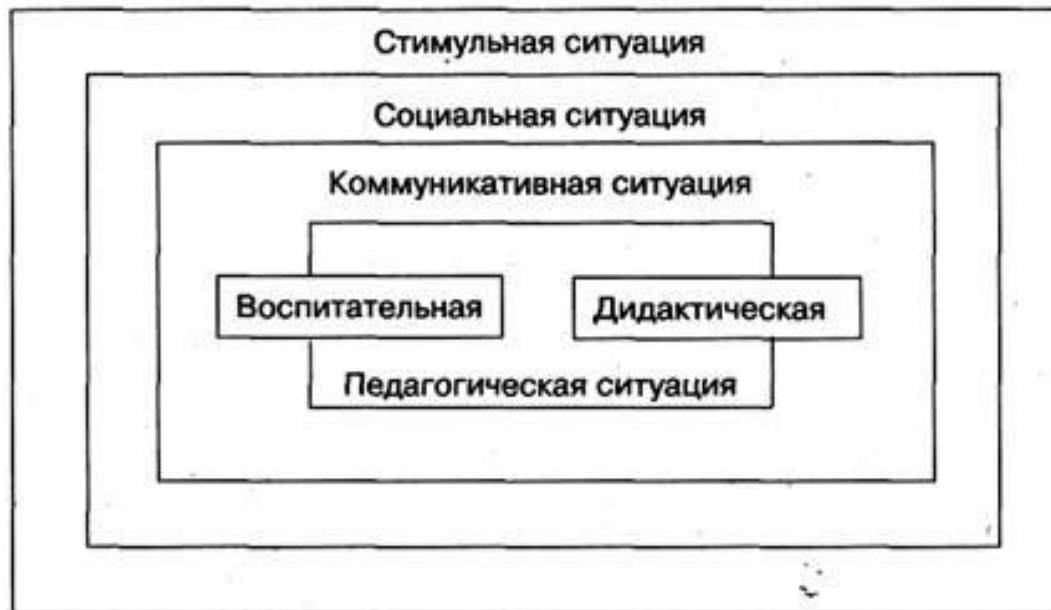 Стимульная ситуация
Социальная ситуация
Коммуникативная ситуация
Воспитательная
Дидактическая
Педагогическая ситуация